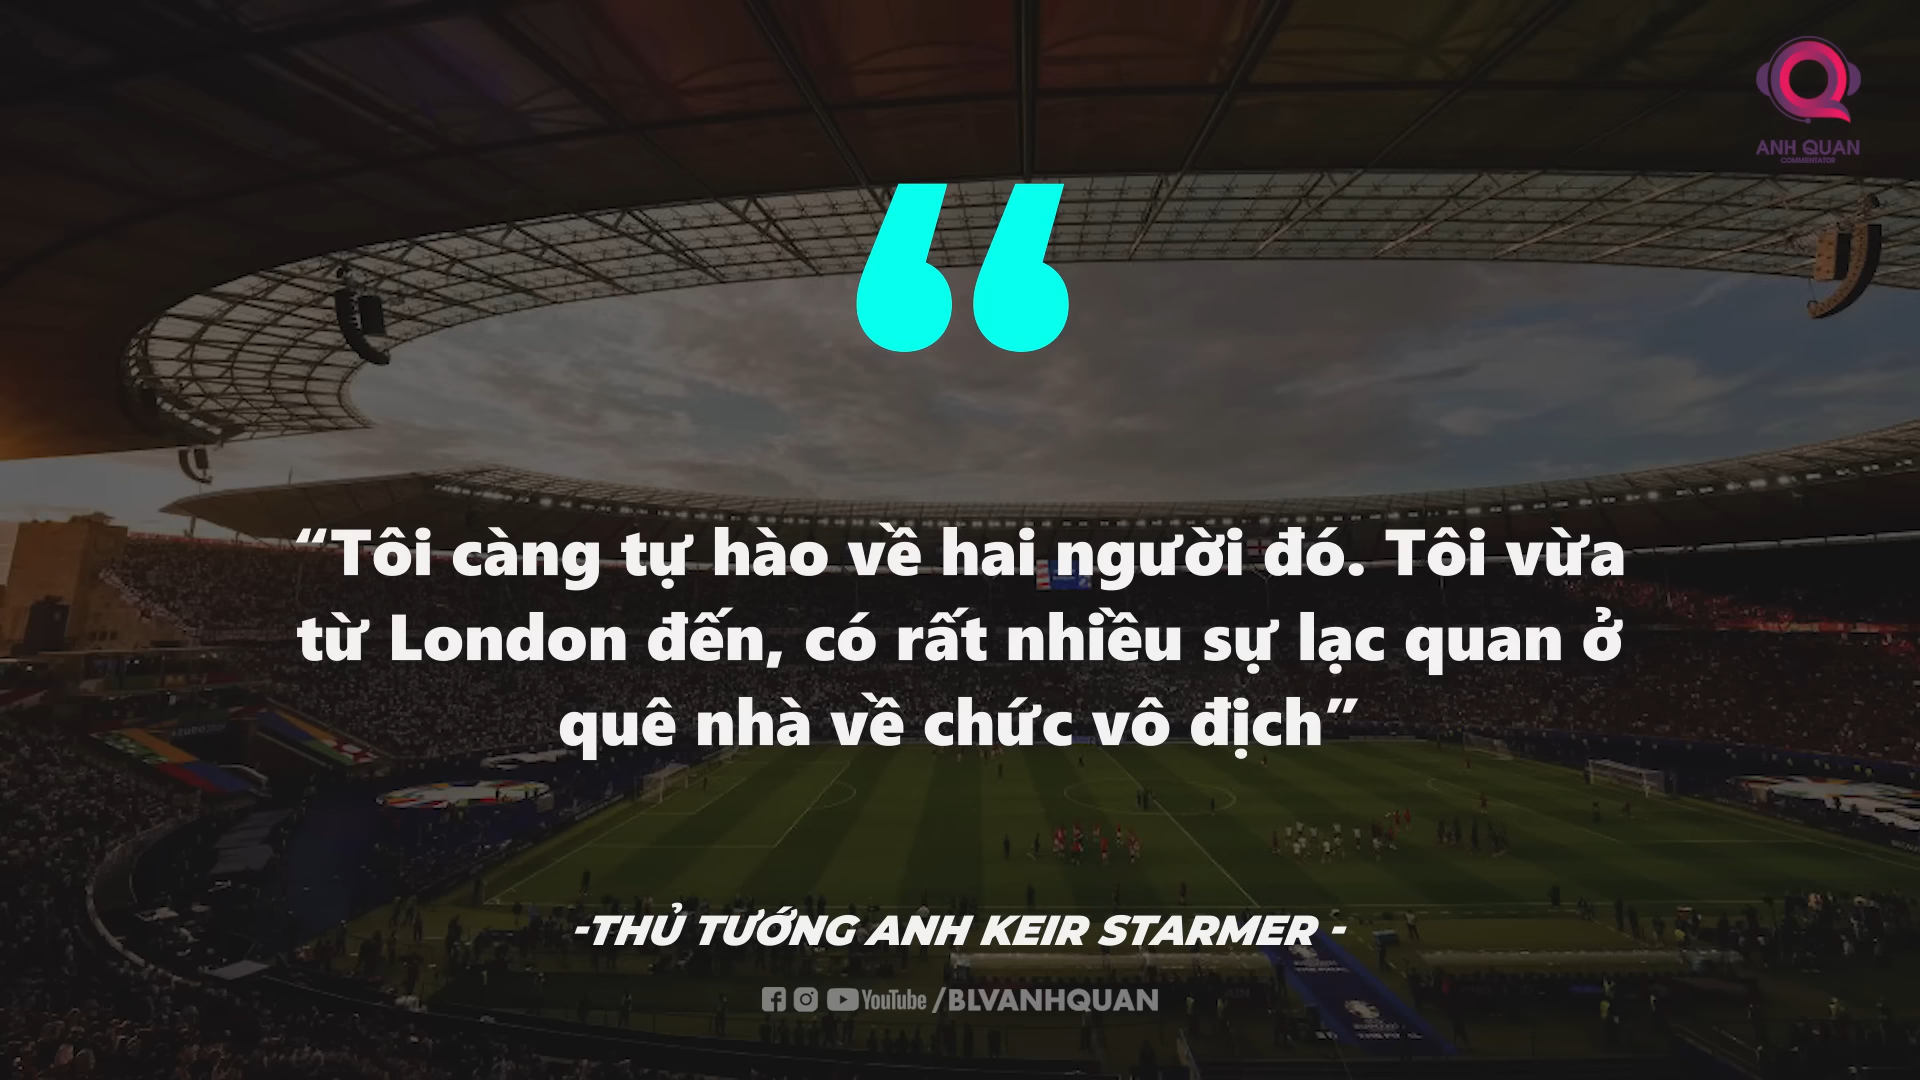 ANH QUAN
COMMENTATOR
“Tôi càng tự hào về hai người đó. Tôi vừa
từ London đến, có rất nhiều sự lạc quan ở
quê nhà về chức vô địch”
-THỦ TƯỚNG ANH KEIR STARMER -
YouTube /BLVANHQUAN